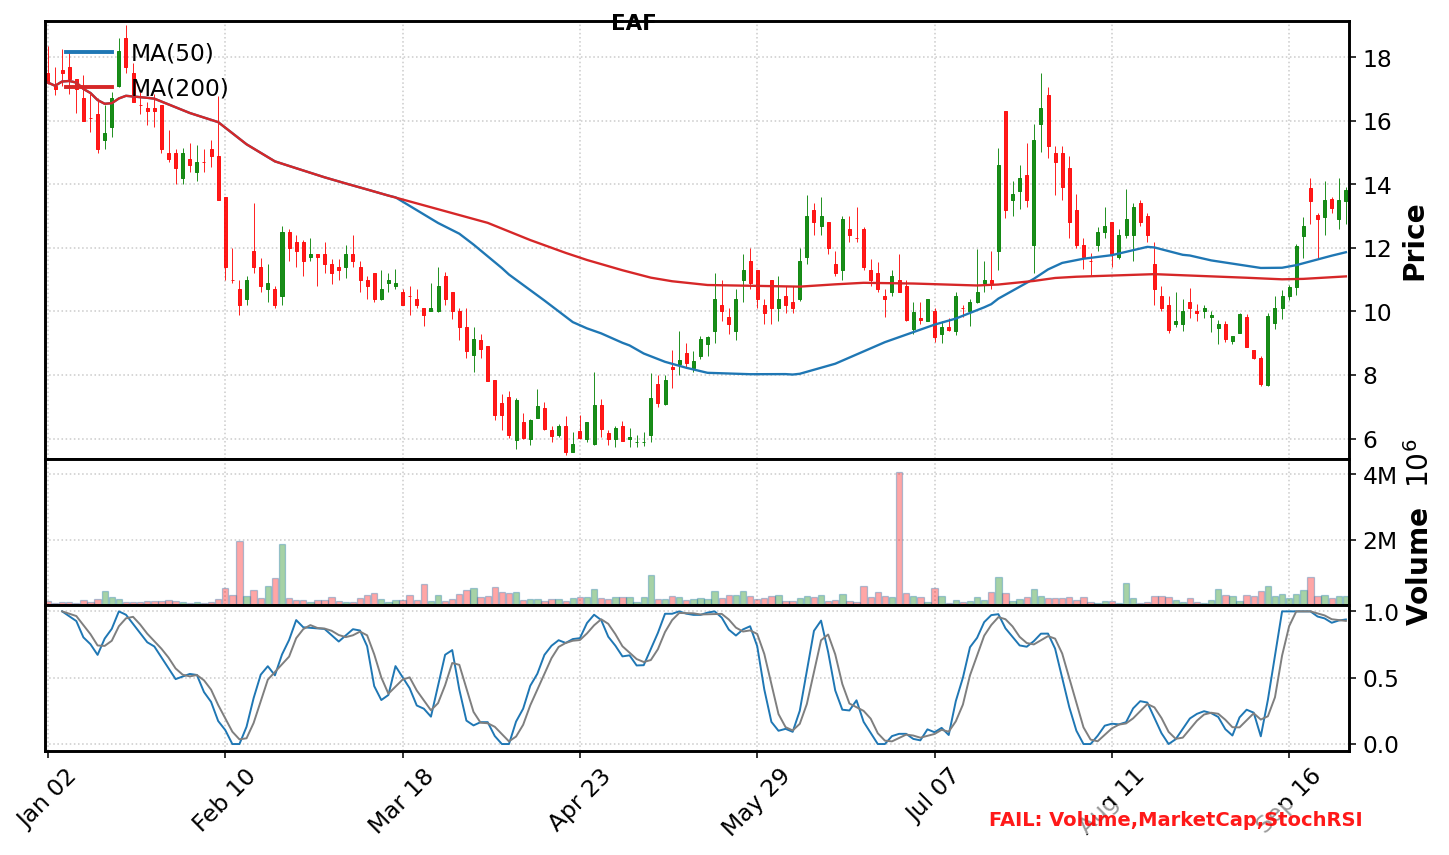 EAF
MA(50)
MA(200)
18
16
14
12
10
8
6
Price
4M
2M
Volume 10^6
1.0
0.5
0.0
Jan 02
Feb 10
Mar 18
Apr 23
May 29
Jul 07
Aug 11
Sep 16
FAIL: Volume,MarketCap,StochRSI